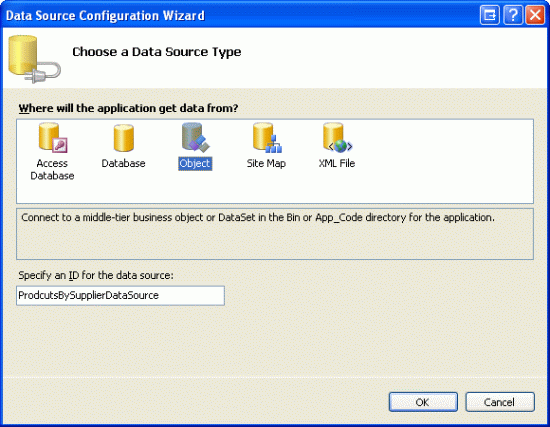 Data Source Configuration Wizard
Choose a Data Source Type
Where will the application get data from?
Access Database
Database
Object
Site Map
XML File
Connect to a middle-tier business object or DataSet in the Bin or App_Code directory for the application.
Specify an ID for the data source:
ProdcutsBySupplierDataSource
OK
Cancel